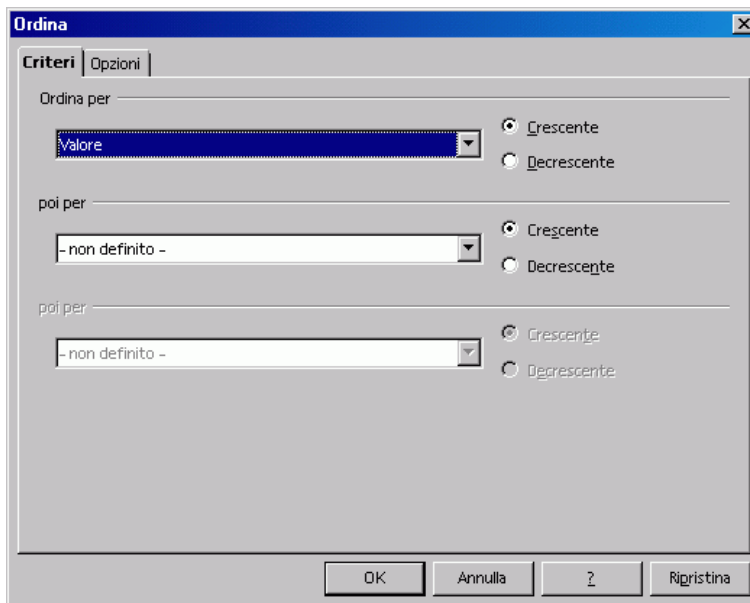 Ordina
Criteri Opzioni
Ordina per
Valore
Crescente
Decrescente
poi per
- non definito -
Crescente
Decrescente
poi per
- non definito -
Crescente
Decrescente
OK Annulla ? Ripristina